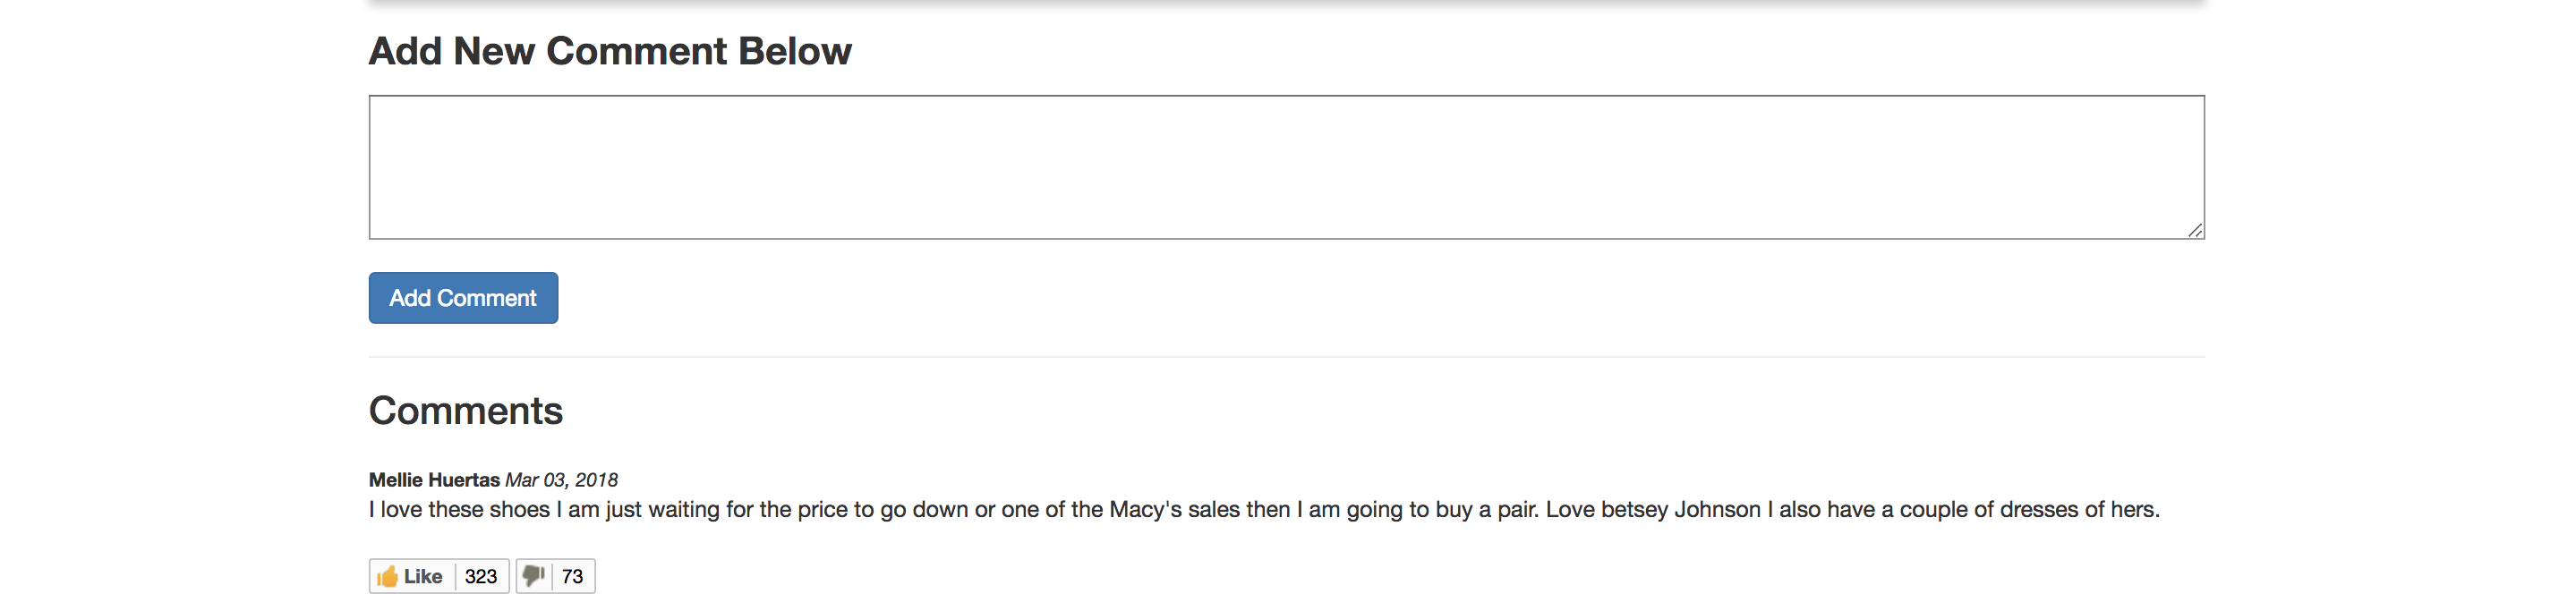 Add New Comment Below
Add Comment
Comments
Mellie Huertas Mar 03, 2018
I love these shoes I am just waiting for the price to go down or one of the Macy's sales then I am going to buy a pair. Love betsey Johnson I also have a couple of dresses of hers.
Like 323 73